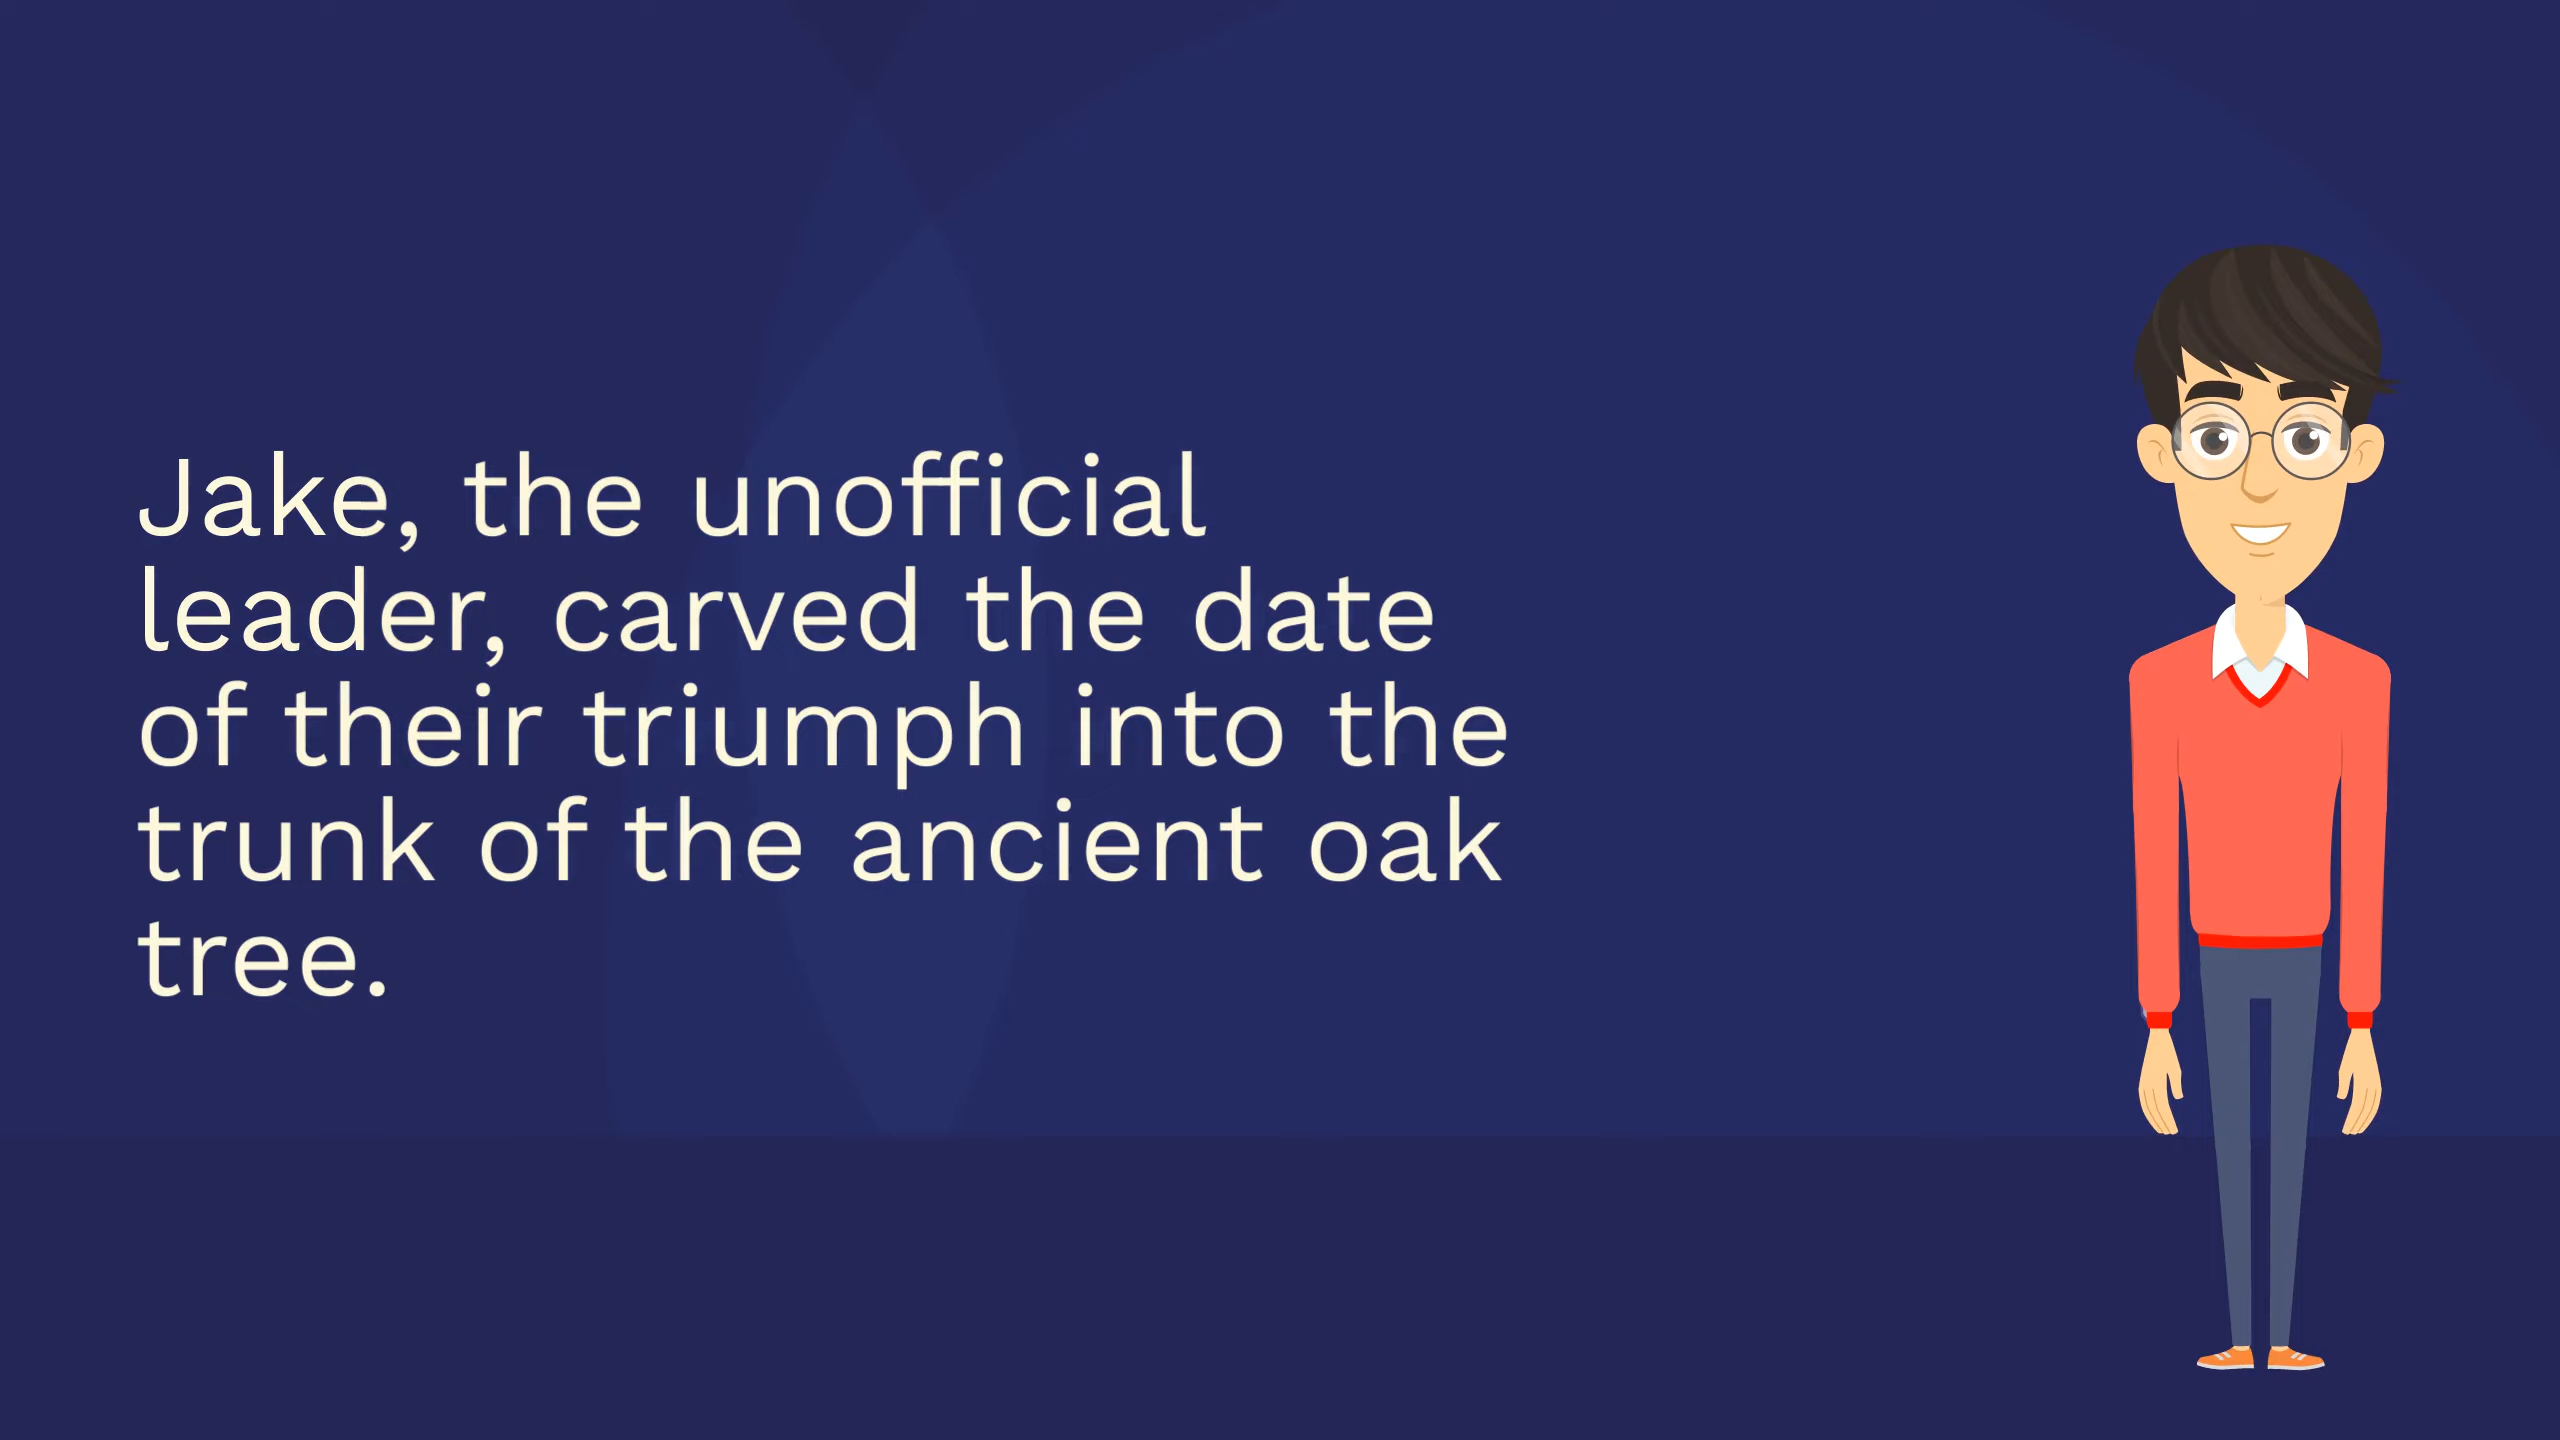 Jake, the unofficial
leader, carved the date
of their triumph into the
trunk of the ancient oak
tree.